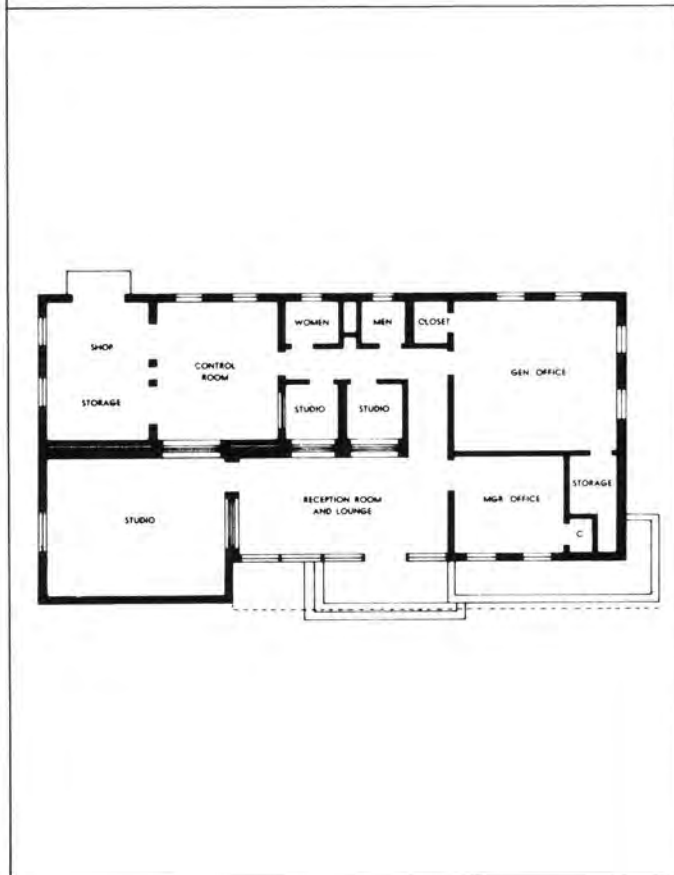 WOMEN
MEN
CLOSET
SHOP
CONTROL
ROOM
GEN. OFFICE
STORAGE
STUDIO
STUDIO
STORAGE
RECEPTION ROOM
AND LOUNGE
MGR OFFICE
STUDIO
C